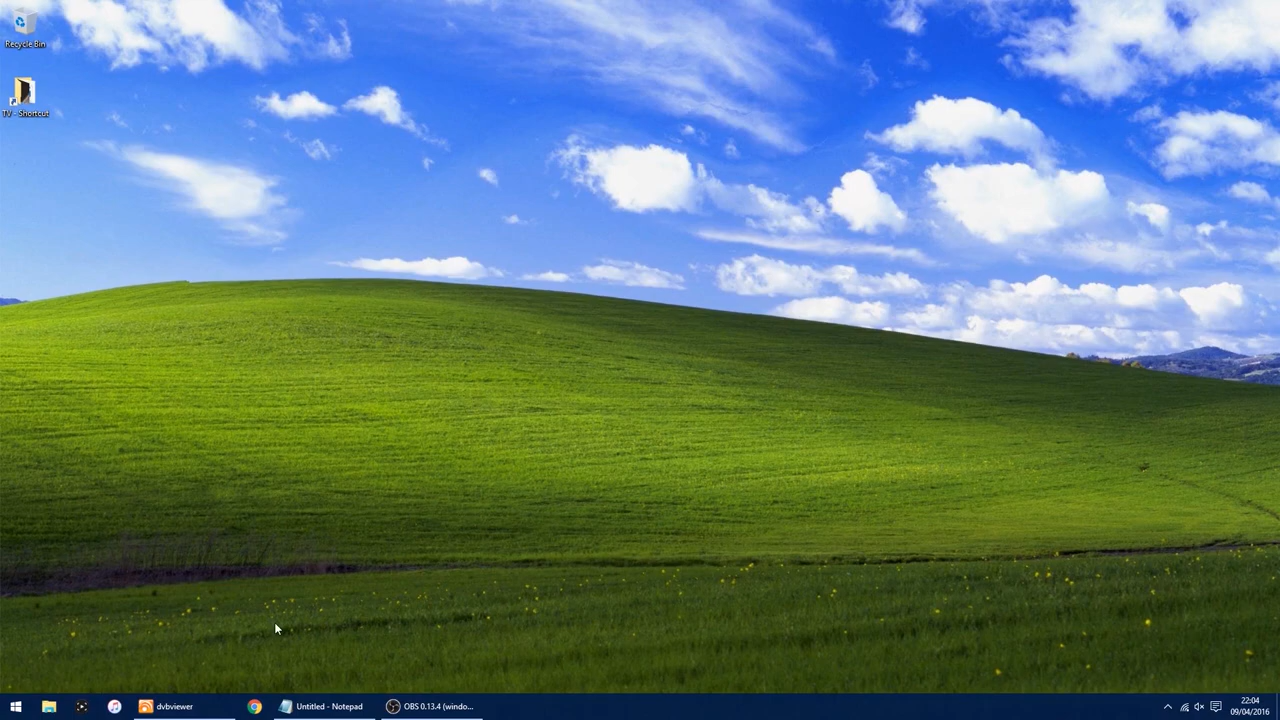 Recycle Bin
TV - Shortcut
dvbviewer
Untitled - Notepad
OBS 0.13.4 (windo...
22:04
09/04/2016